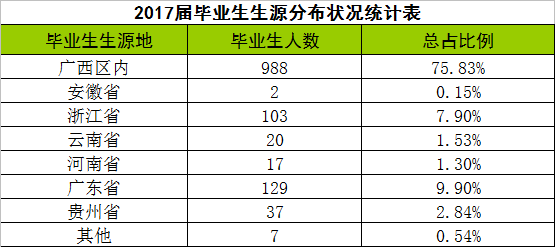 2017届毕业生生源分布状况统计表
毕业生生源地 毕业生人数 总占比例
广西区内 988 75.83%
安徽省 2 0.15%
浙江省 103 7.90%
云南省 20 1.53%
河南省 17 1.30%
广东省 129 9.90%
贵州省 37 2.84%
其他 7 0.54%